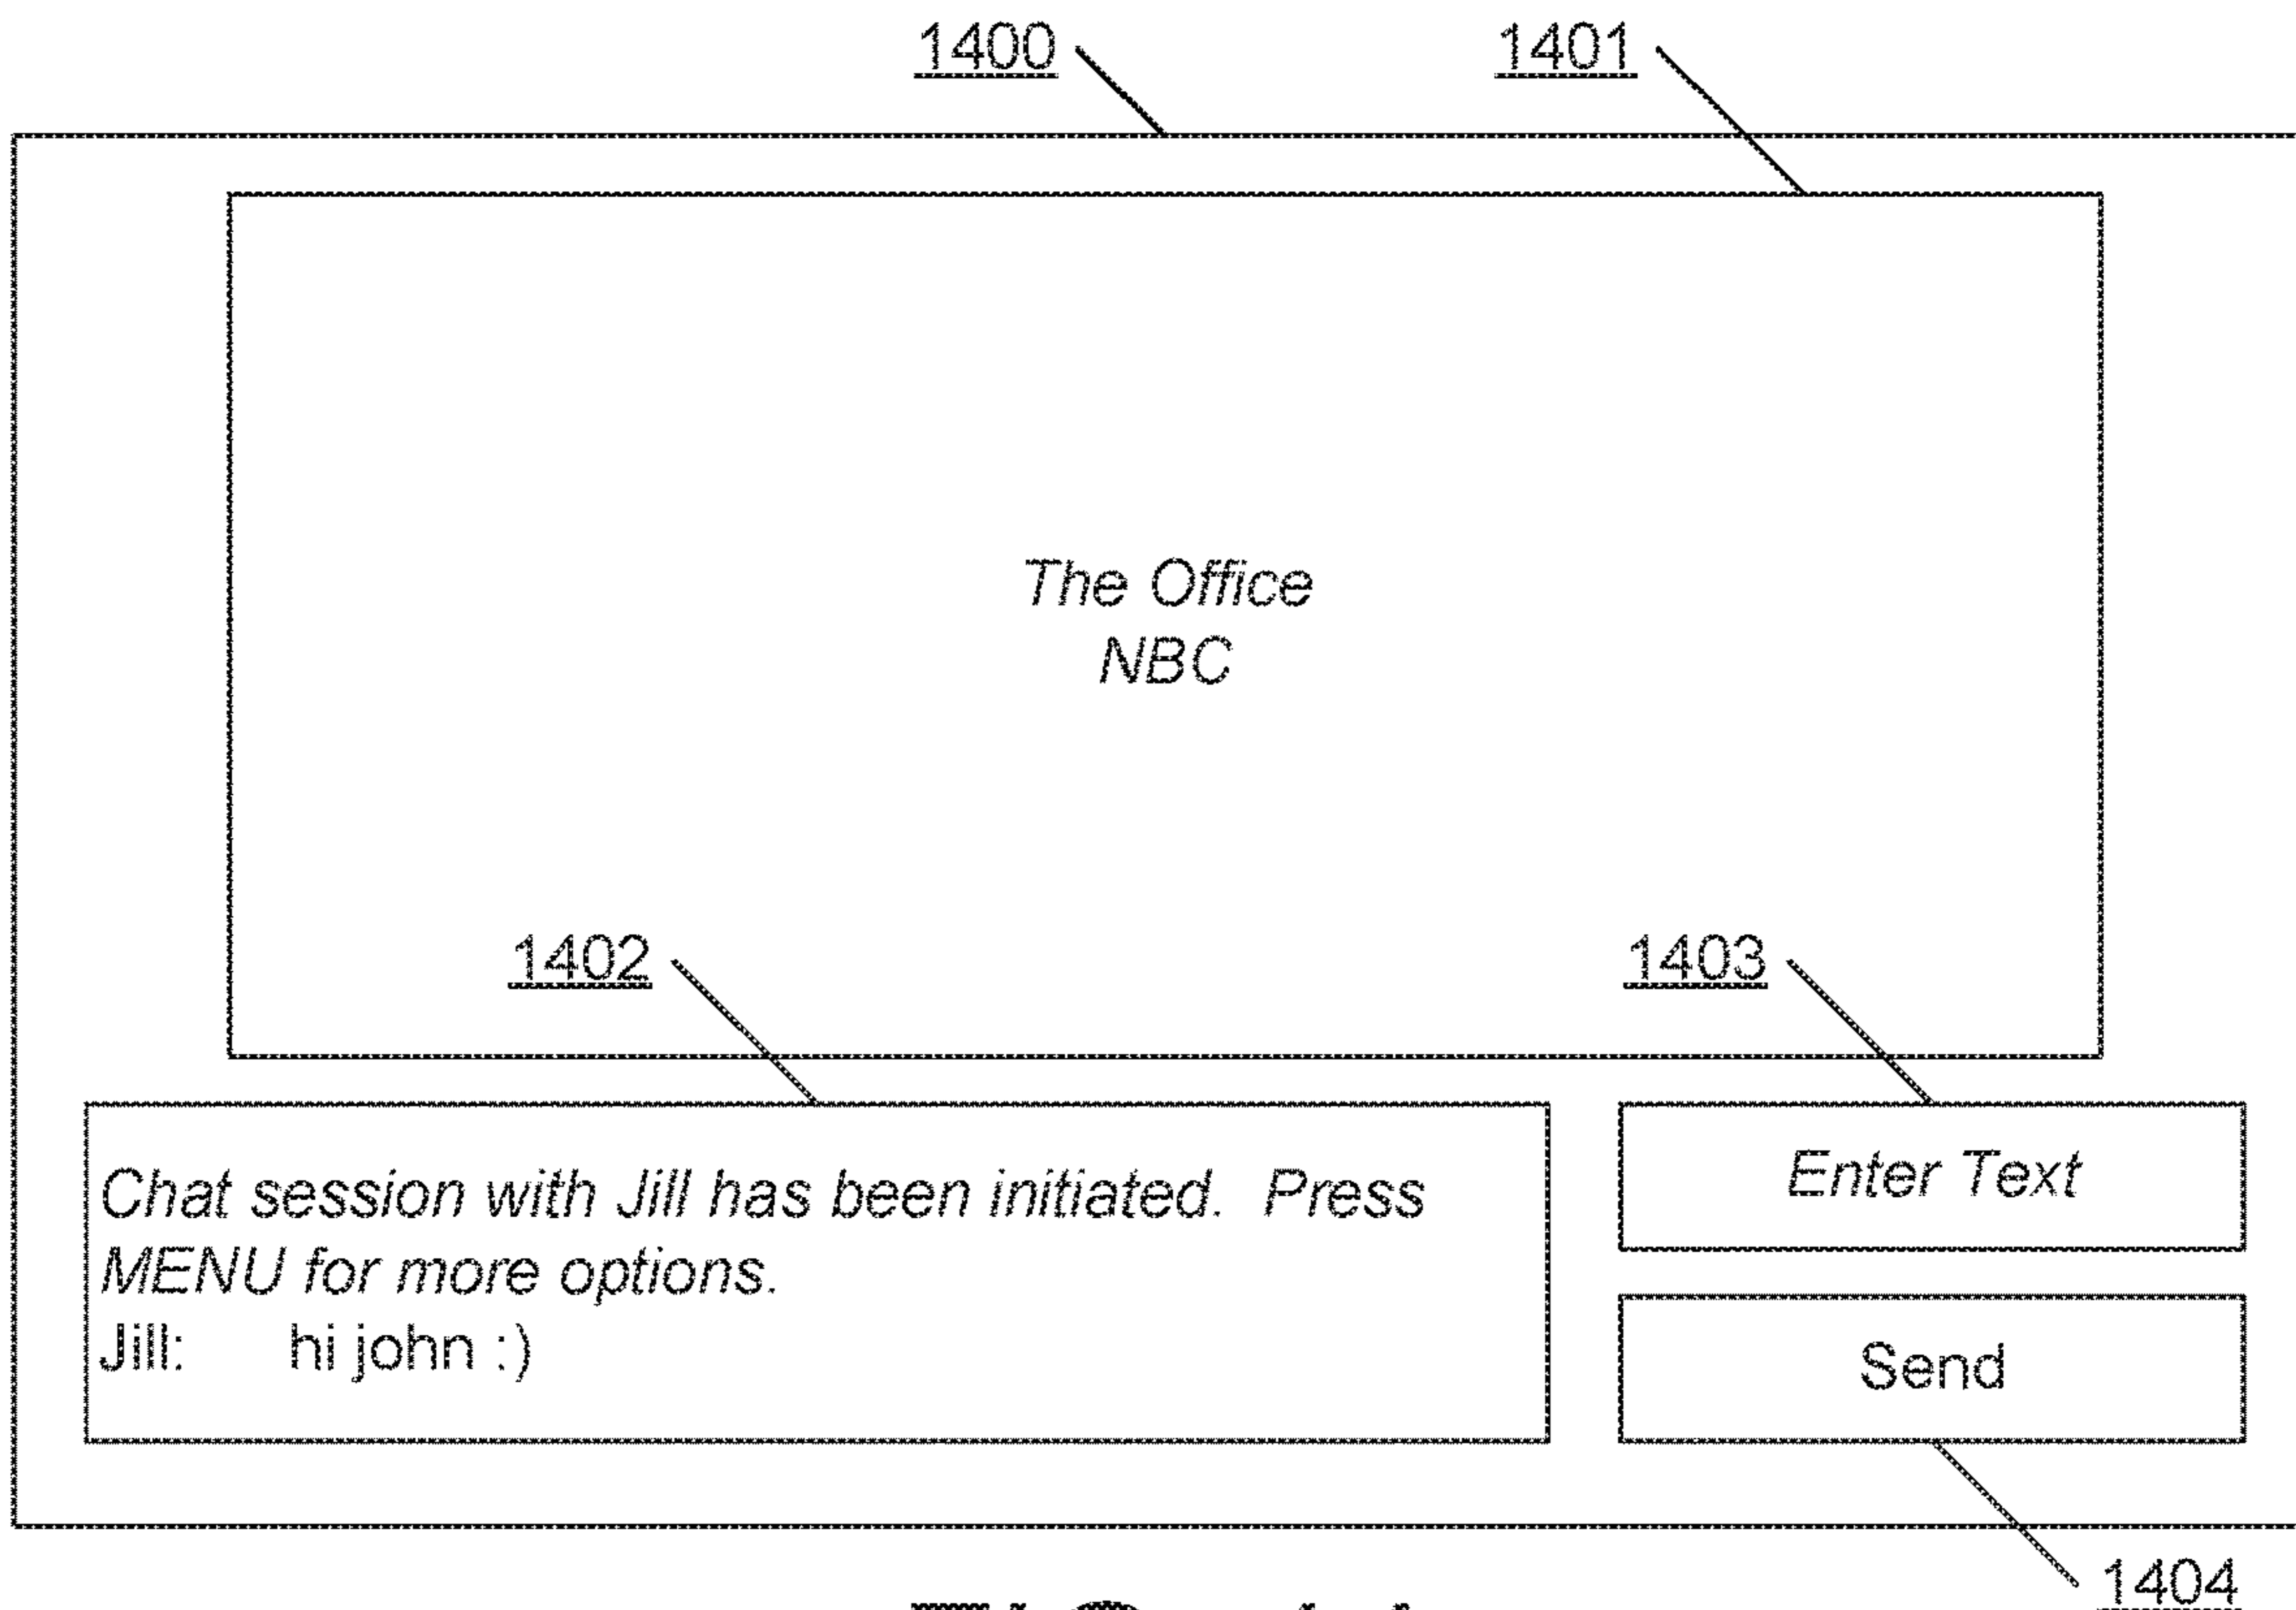 1400 1401
The Office
NBC
1402 1403
Chat session with Jill has been initiated. Press
MENU for more options.
Jill: hi john :)
Enter Text
Send
1404